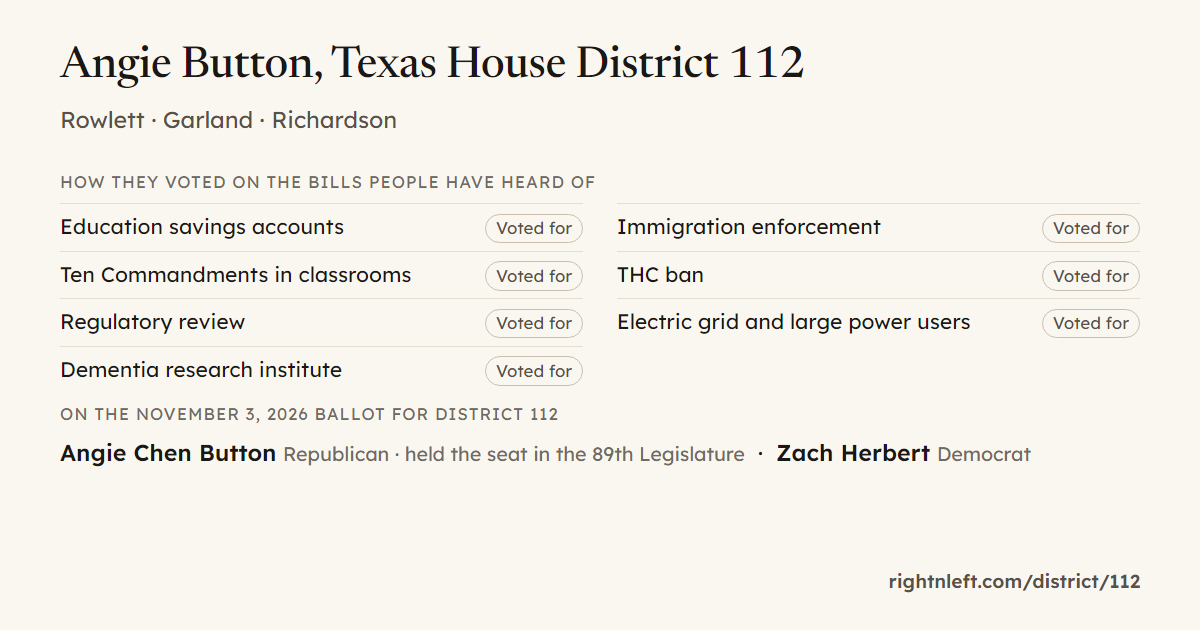 Angie Button, Texas House District 112
Rowlett · Garland · Richardson
HOW THEY VOTED ON THE BILLS PEOPLE HAVE HEARD OF
Education savings accounts Voted for
Immigration enforcement Voted for
Ten Commandments in classrooms Voted for
THC ban Voted for
Regulatory review Voted for
Electric grid and large power users Voted for
Dementia research institute Voted for
ON THE NOVEMBER 3, 2026 BALLOT FOR DISTRICT 112
Angie Chen Button Republican · held the seat in the 89th Legislature · Zach Herbert Democrat
rightnleft.com/district/112